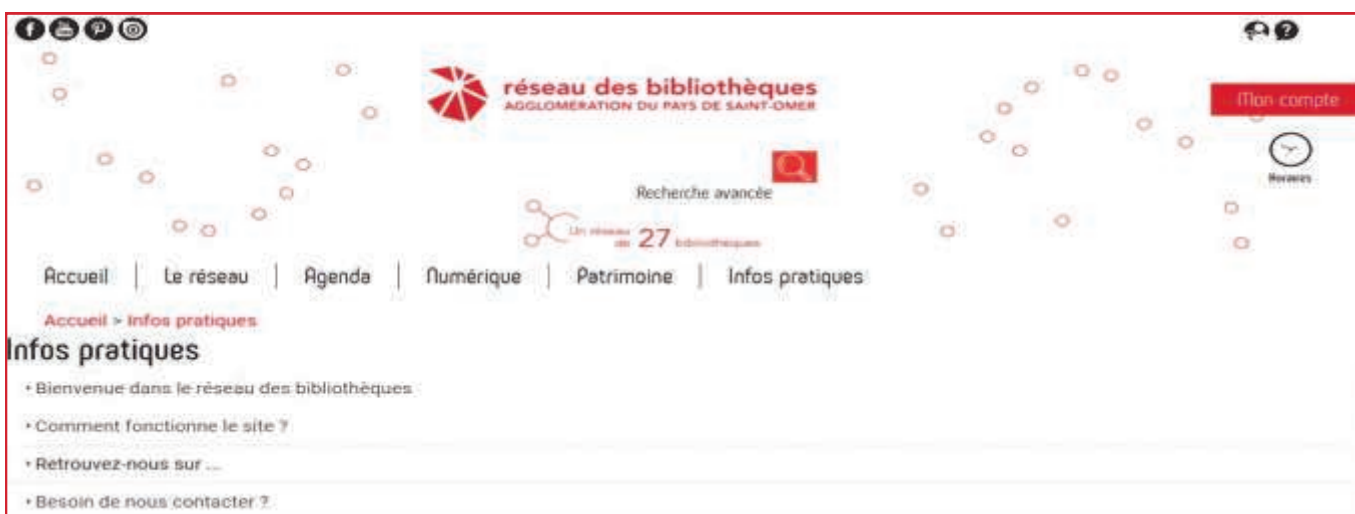 réseau des bibliothèques
AGGLOMÉRATION DU PAYS DE SAINT-OMER
Mon compte
Horaires
Recherche avancée
Un réseau
de 27 bibliothèques
Accueil | Le réseau | Agenda | Numérique | Patrimoine | Infos pratiques
Accueil > Infos pratiques
Infos pratiques
Bienvenue dans le réseau des bibliothèques
Comment fonctionne le site ?
Retrouvez-nous sur ...
Besoin de nous contacter ?